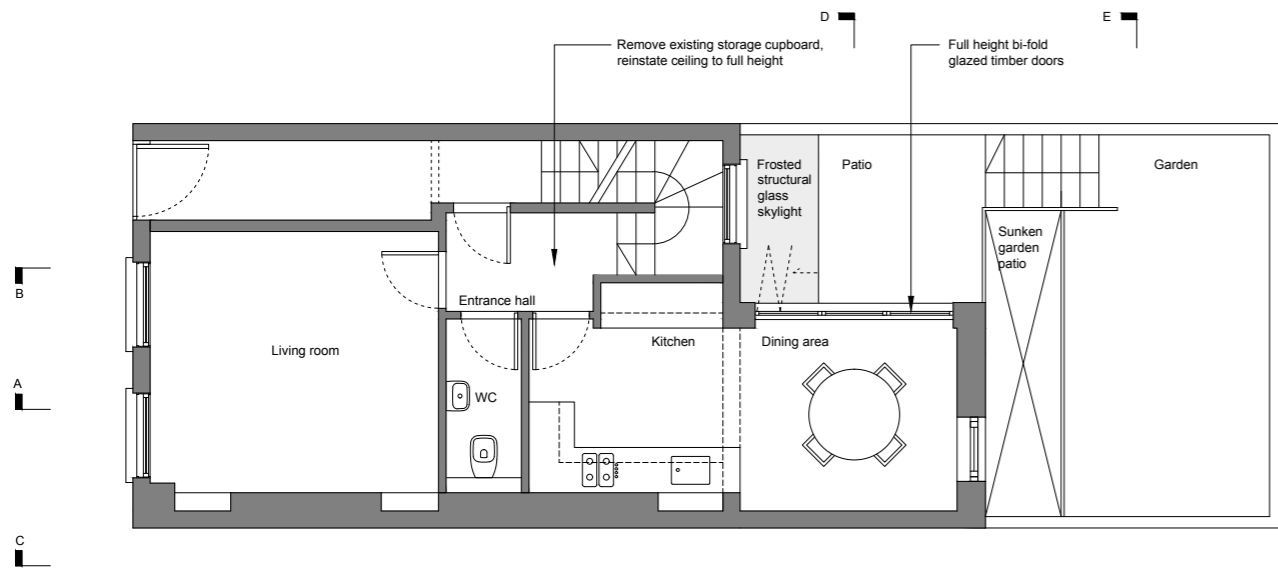 D
E
Remove existing storage cupboard,
reinstate ceiling to full height
Full height bi-fold
glazed timber doors
Frosted
structural
glass
skylight
Patio
Garden
Sunken
garden
patio
B
Entrance hall
Living room
Kitchen
Dining area
A
WC
C